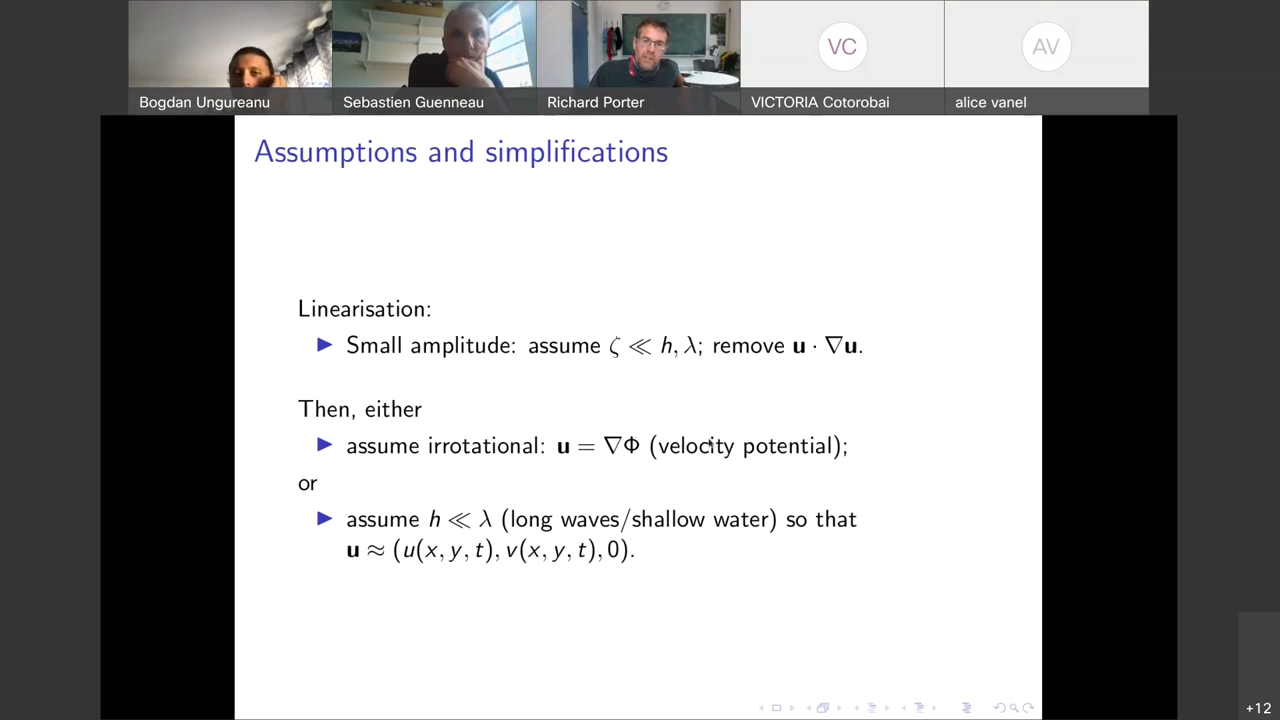 Bogdan Ungureanu
Sebastien Guenneau
Richard Porter
VC
VICTORIA Cotorobai
AV
alice vanel
Assumptions and simplifications
Linearisation:
▶ Small amplitude: assume ζ ≪ h, λ; remove u · ∇u.
Then, either
▶ assume irrotational: u = ∇Φ (velocity potential);
or
▶ assume h ≪ λ (long waves/shallow water) so that
u ≈ (u(x, y, t), v(x, y, t), 0).
+12